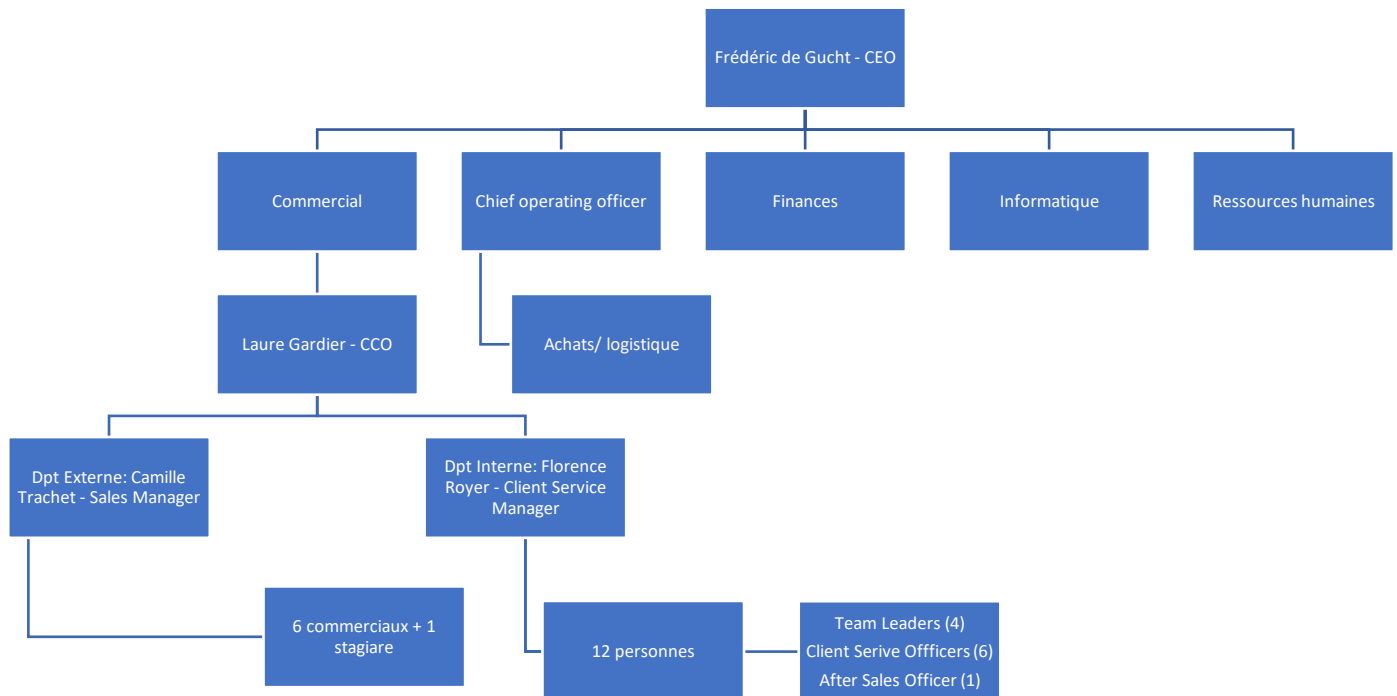 Frédéric de Gucht - CEO
Commercial
Chief operating officer
Finances
Informatique
Ressources humaines
Laure Gardier - CCO
Achats/ logistique
Dpt Externe: Camille
Trachet - Sales Manager
Dpt Interne: Florence
Royer - Client Service
Manager
6 commerciaux + 1
stagiare
12 personnes
Team Leaders (4)
Client Serive Offficers (6)
After Sales Officer (1)